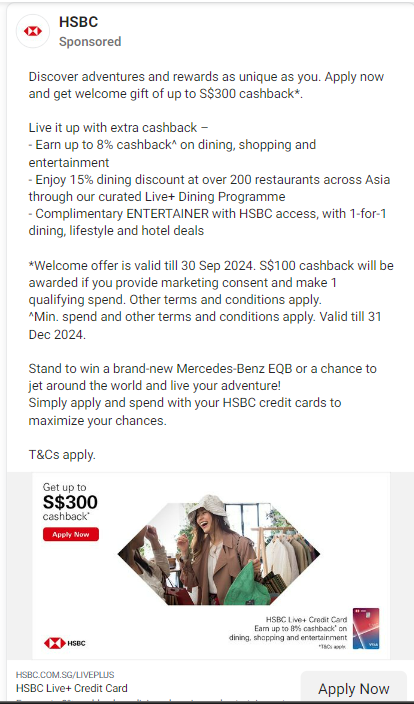 HSBC
Sponsored
Discover adventures and rewards as unique as you. Apply now
and get welcome gift of up to S$300 cashback*.
Live it up with extra cashback –
- Earn up to 8% cashback^ on dining, shopping and
entertainment
- Enjoy 15% dining discount at over 200 restaurants across Asia
through our curated Live+ Dining Programme
- Complimentary ENTERTAINER with HSBC access, with 1-for-1
dining, lifestyle and hotel deals
*Welcome offer is valid till 30 Sep 2024. S$100 cashback will be
awarded if you provide marketing consent and make 1
qualifying spend. Other terms and conditions apply.
^Min. spend and other terms and conditions apply. Valid till 31
Dec 2024.
Stand to win a brand-new Mercedes-Benz EQB or a chance to
jet around the world and live your adventure!
Simply apply and spend with your HSBC credit cards to
maximize your chances.
T&Cs apply.
Get up to
S$300
cashback*
Apply Now
HSBC Live+ Credit Card
Earn up to 8% cashback* on
dining, shopping and entertainment
*T&Cs apply
VISA
HSBC
HSBC.COM.SG/LIVEPLUS
HSBC Live+ Credit Card
Apply Now